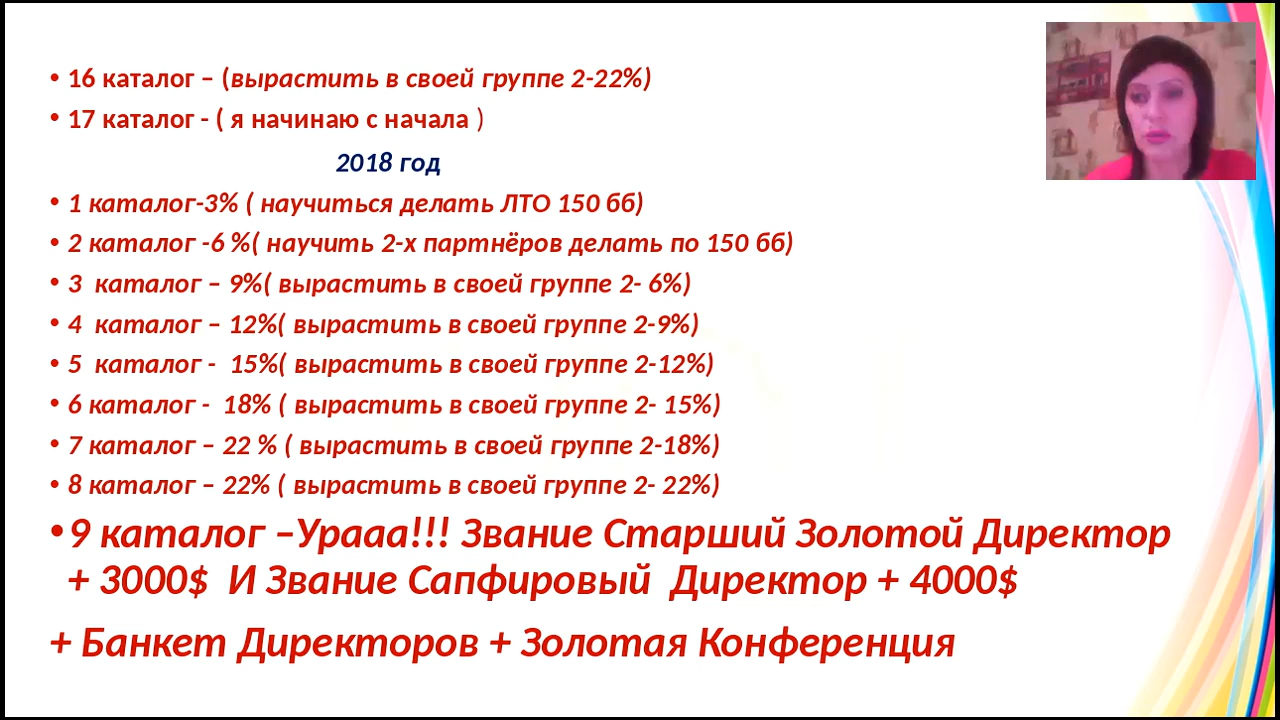 • 16 каталог – (вырастить в своей группе 2-22%)
• 17 каталог - ( я начинаю с начала )
2018 год
• 1 каталог-3% ( научиться делать ЛТО 150 бб)
• 2 каталог -6 %( научить 2-х партнёров делать по 150 бб)
• 3 каталог – 9%( вырастить в своей группе 2- 6%)
• 4 каталог – 12%( вырастить в своей группе 2-9%)
• 5 каталог - 15%( вырастить в своей группе 2-12%)
• 6 каталог - 18% ( вырастить в своей группе 2- 15%)
• 7 каталог – 22 % ( вырастить в своей группе 2-18%)
• 8 каталог – 22% ( вырастить в своей группе 2- 22%)
• 9 каталог –Урааа!!! Звание Старший Золотой Директор
+ 3000$ И Звание Сапфировый Директор + 4000$
+ Банкет Директоров + Золотая Конференция